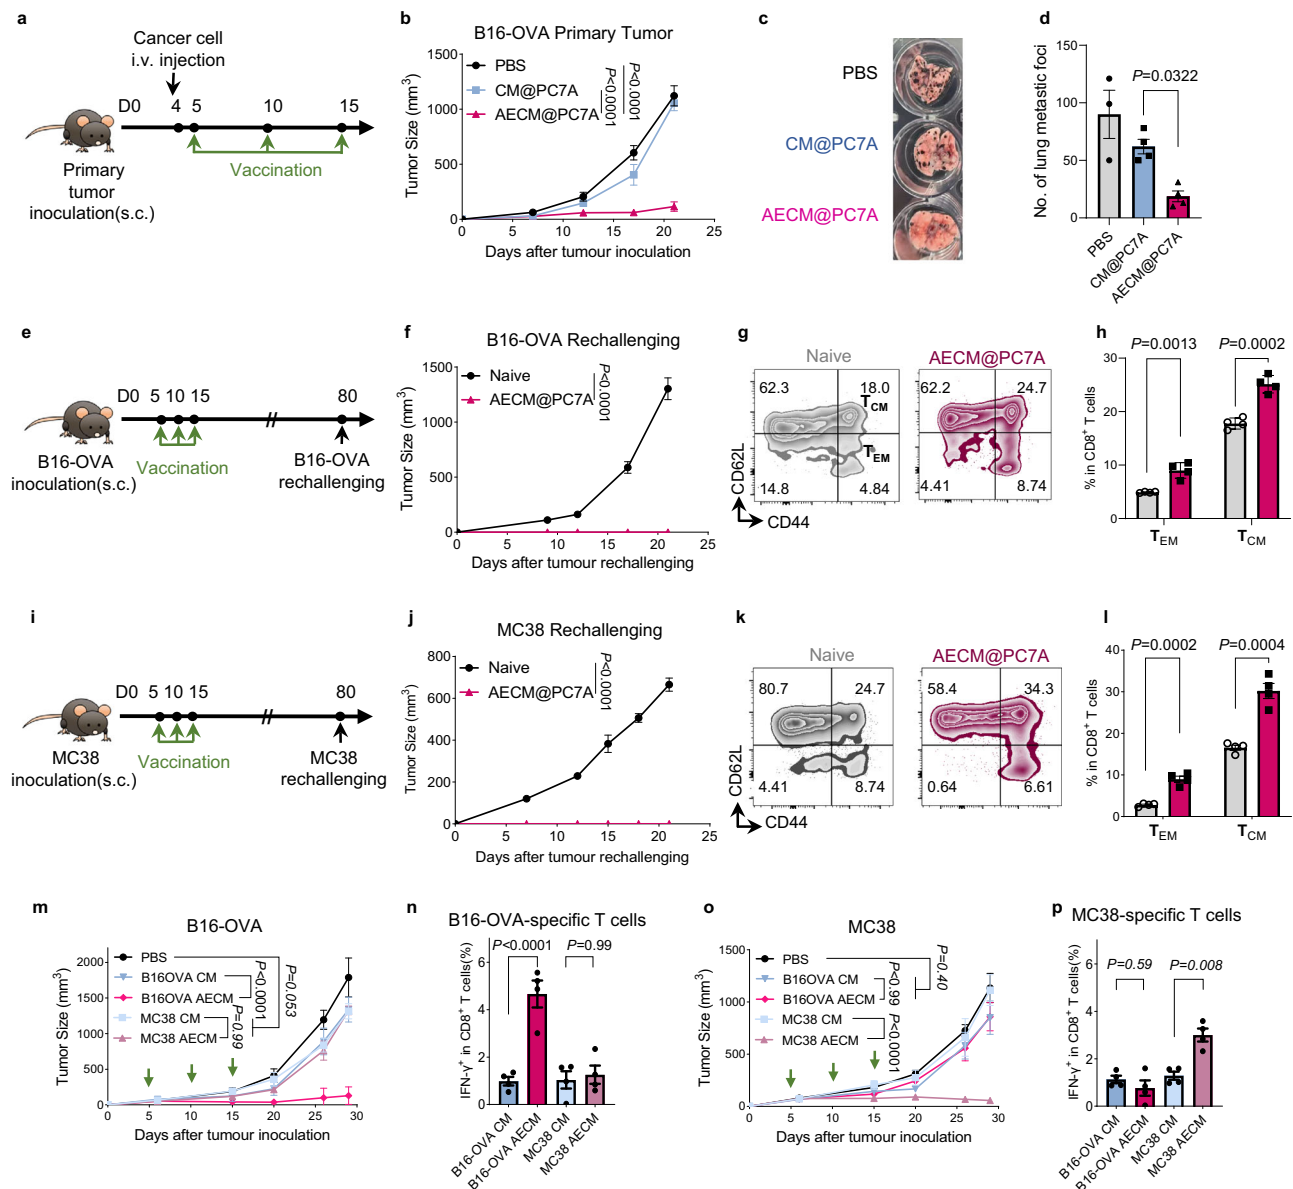 a
Cancer cell
i.v. injection
D0 4 5 10 15
Vaccination
Primary
tumor
inoculation(s.c.)
b
B16-OVA Primary Tumor
PBS
CM@PC7A
AECM@PC7A
P<0.0001
P<0.0001
Tumor Size (mm³)
1500
1000
500
0
0 5 10 15 20 25
Days after tumour inoculation
c
PBS
CM@PC7A
AECM@PC7A
d
P=0.0322
No. of lung metastic foci
150
100
50
0
PBS
CM@PC7A
AECM@PC7A
e
D0 5 10 15 80
Vaccination
B16-OVA
inoculation(s.c.)
B16-OVA
rechallenging
f
B16-OVA Rechallenging
Naive
AECM@PC7A
P<0.0001
Tumor Size (mm³)
1500
1000
500
0
0 5 10 15 20 25
Days after tumour rechallenging
g
Naive
AECM@PC7A
62.3 18.0
T_CM
T_EM
14.8 4.84
62.2 24.7
4.41 8.74
CD62L
CD44
h
P=0.0013 P=0.0002
% in CD8⁺ T cells
30
20
10
0
T_EM T_CM
i
D0 5 10 15 80
Vaccination
MC38
inoculation(s.c.)
MC38
rechallenging
j
MC38 Rechallenging
Naive
AECM@PC7A
P<0.0001
Tumor Size (mm³)
800
600
400
200
0
0 5 10 15 20 25
Days after tumour rechallenging
k
Naive
AECM@PC7A
80.7 24.7
4.41 8.74
58.4 34.3
0.64 6.61
CD62L
CD44
l
P=0.0002 P=0.0004
% in CD8⁺ T cells
40
30
20
10
0
T_EM T_CM
m
B16-OVA
PBS
B16OVA CM
B16OVA AECM
MC38 CM
MC38 AECM
P<0.0001
P=0.99
P=0.053
Tumor Size (mm³)
2000
1500
1000
500
0
0 5 10 15 20 25 30
Days after tumour inoculation
n
B16-OVA-specific T cells
P<0.0001
P=0.99
IFN-γ⁺ in CD8⁺ T cells(%)
6
4
2
0
B16-OVA CM
B16-OVA AECM
MC38 CM
MC38 AECM
o
MC38
PBS
B16OVA CM
B16OVA AECM
MC38 CM
MC38 AECM
P<0.99
P<0.0001
P=0.40
Tumor Size (mm³)
1500
1000
500
0
0 5 10 15 20 25 30
Days after tumour inoculation
p
MC38-specific T cells
P=0.59
P=0.008
IFN-γ⁺ in CD8⁺ T cells(%)
6
4
2
0
B16-OVA CM
B16-OVA AECM
MC38 CM
MC38 AECM